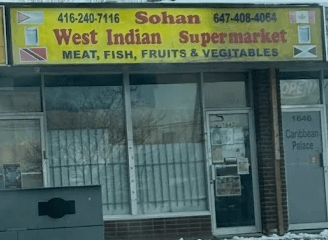 416-240-7116 Sohan 647-408-4064
West Indian Supermarket
MEAT, FISH, FRUITS & VEGITABLES
OPEN
1646
Caribbean
Palace